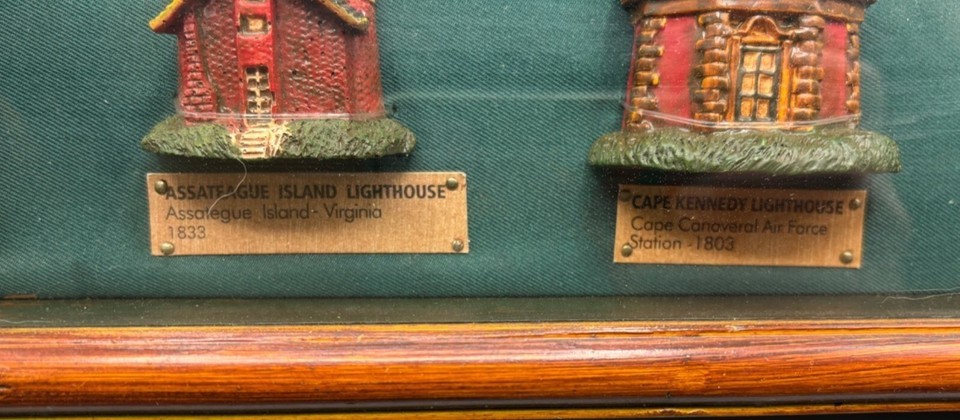 ASSATEAGUE ISLAND LIGHTHOUSE
Assategue Island- Virginia
1833
CAPE KENNEDY LIGHTHOUSE
Cape Canaveral Air Force
Station -1803